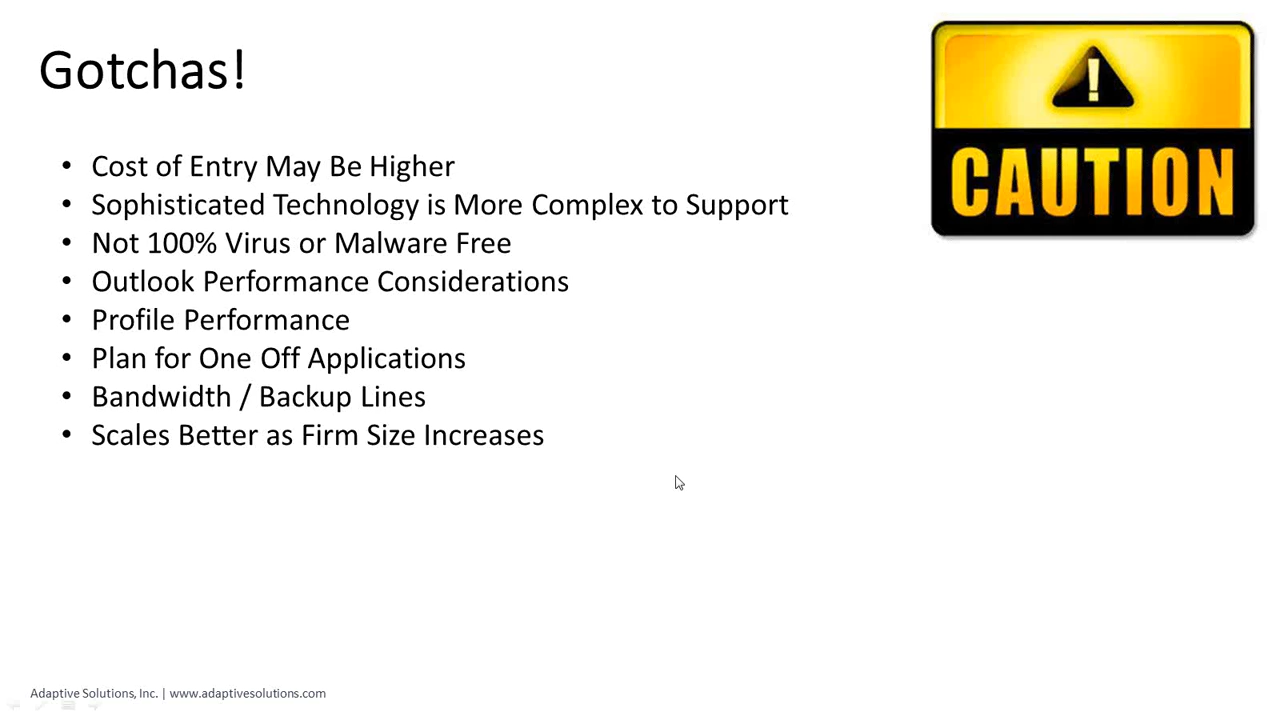 Gotchas!
! 
CAUTION
• Cost of Entry May Be Higher
• Sophisticated Technology is More Complex to Support
• Not 100% Virus or Malware Free
• Outlook Performance Considerations
• Profile Performance
• Plan for One Off Applications
• Bandwidth / Backup Lines
• Scales Better as Firm Size Increases
Adaptive Solutions, Inc. | www.adaptivesolutions.com